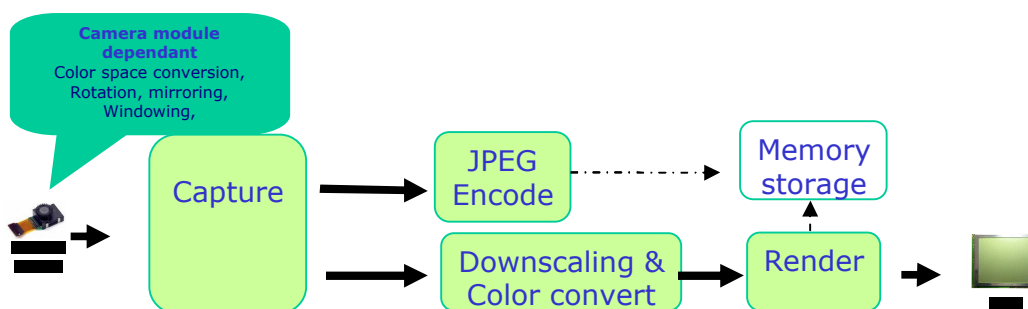 Camera module
dependant
Color space conversion,
Rotation, mirroring,
Windowing,
Capture
JPEG
Encode
Memory
storage
Downscaling &
Color convert
Render